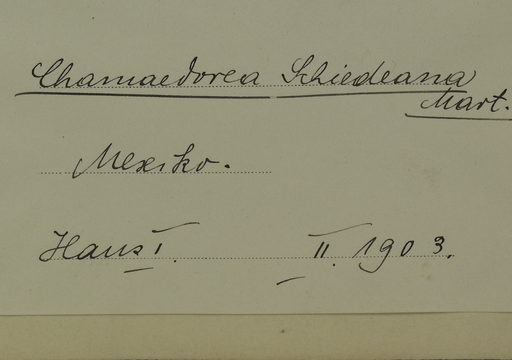 Chamaedorea Schiedeana
Mart.
Mexiko.
Haus I. II. 1903.